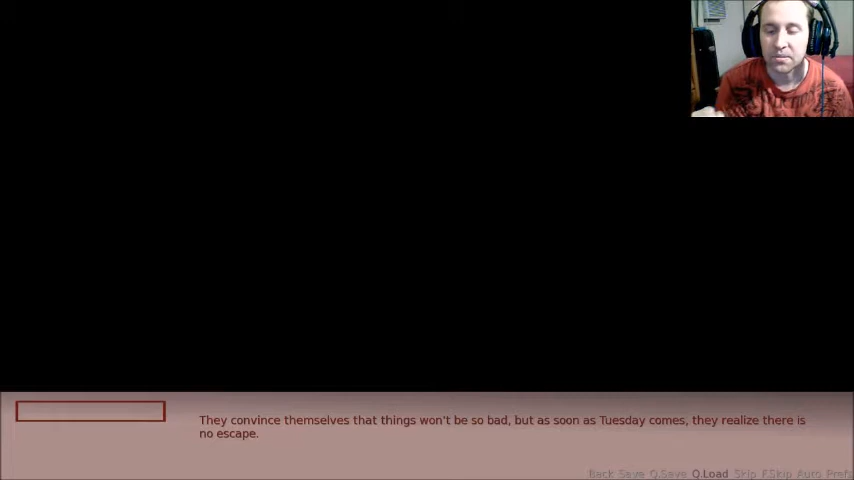 They convince themselves that things won't be so bad, but as soon as Tuesday comes, they realize there is
no escape.
Back Save Q.Save Q.Load Skip F.Skip Auto Prefs